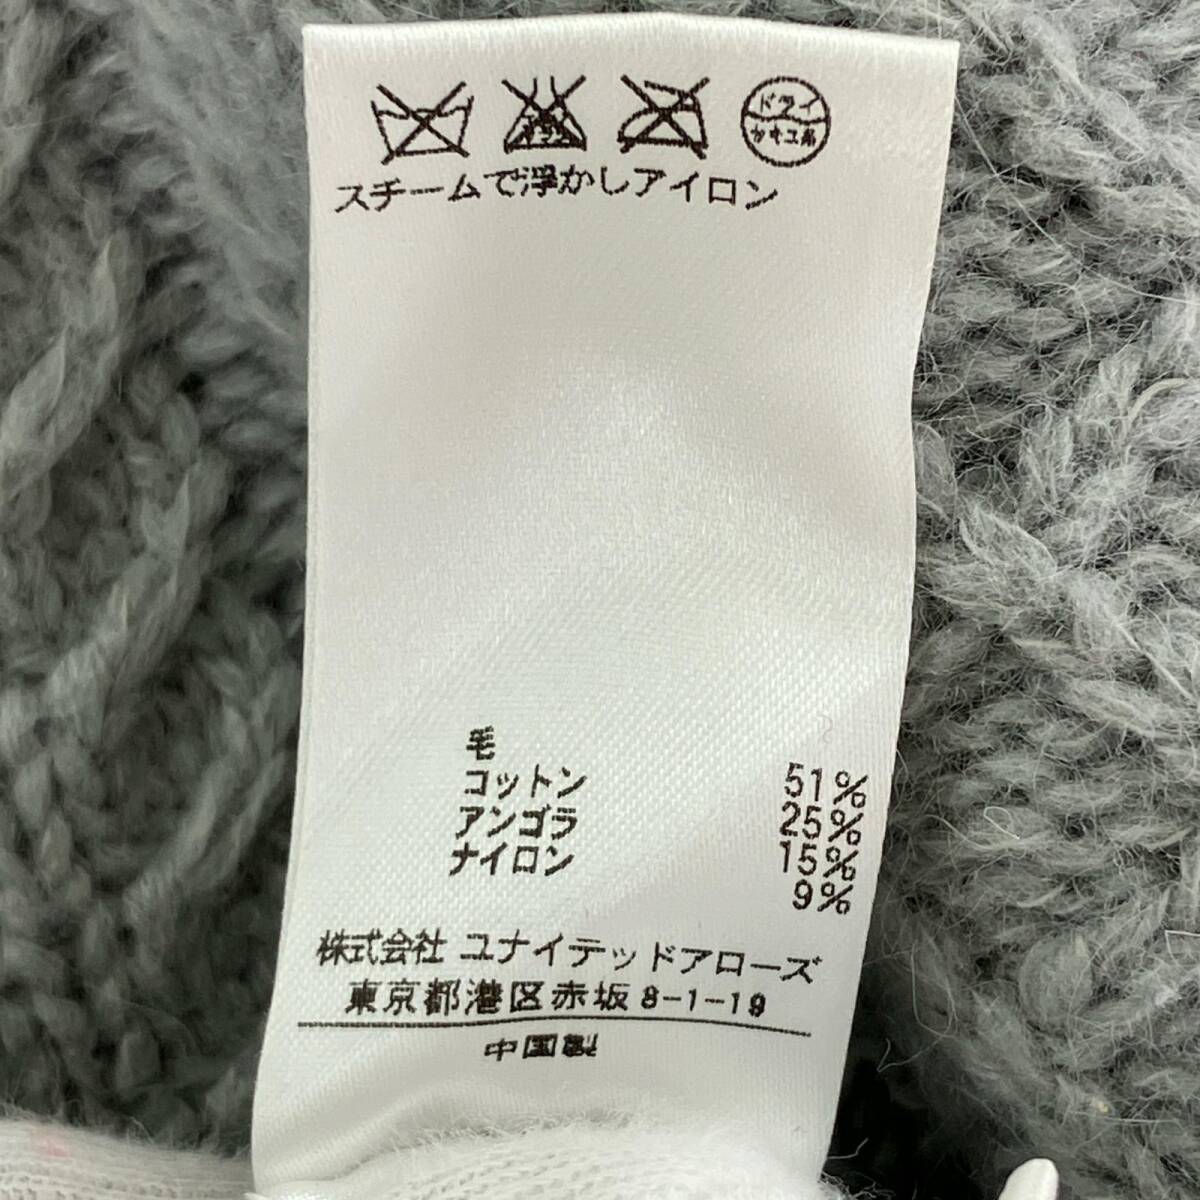 ドライ
セキユ系
スチームで浮かしアイロン
毛 51%
コットン 25%
アンゴラ 15%
ナイロン 9%
株式会社 ユナイテッドアローズ
東京都港区赤坂8-1-19
中国製